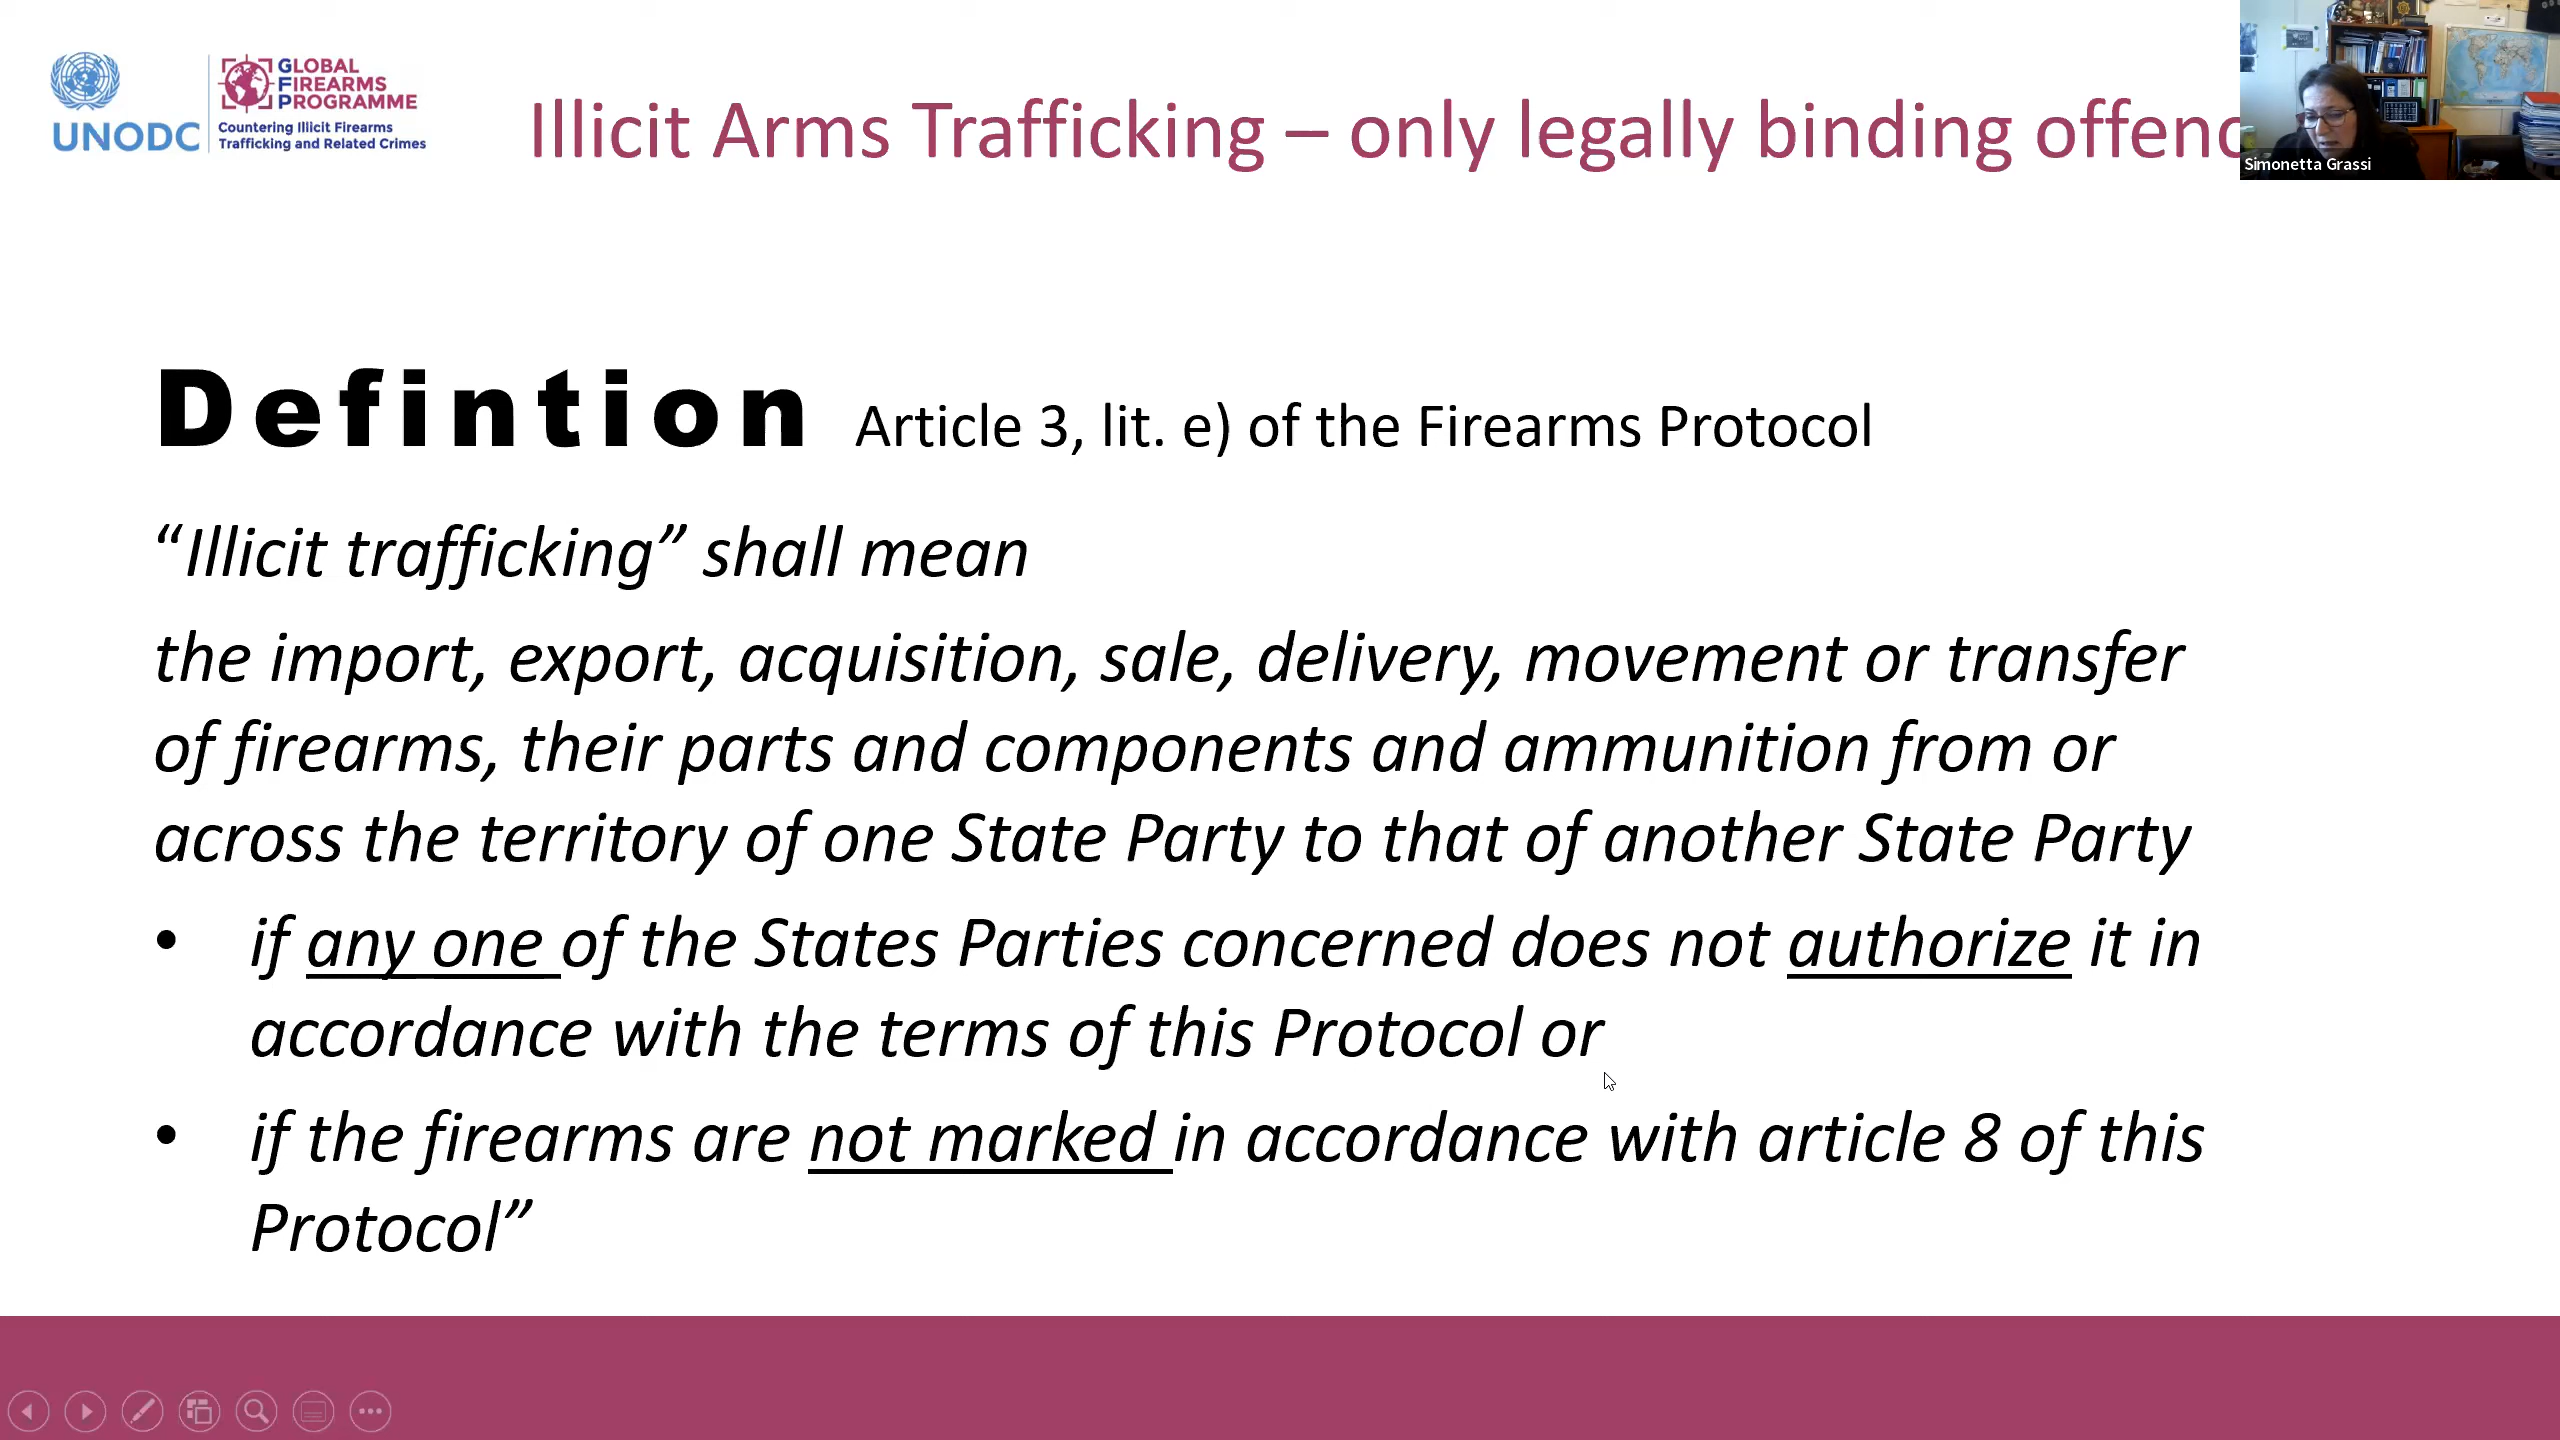 UNODC
GLOBAL
FIREARMS
PROGRAMME
Countering Illicit Firearms
Trafficking and Related Crimes
Illicit Arms Trafficking – only legally binding offenc
Simonetta Grassi
Defintion Article 3, lit. e) of the Firearms Protocol
“Illicit trafficking” shall mean
the import, export, acquisition, sale, delivery, movement or transfer
of firearms, their parts and components and ammunition from or
across the territory of one State Party to that of another State Party
• if any one of the States Parties concerned does not authorize it in
accordance with the terms of this Protocol or
• if the firearms are not marked in accordance with article 8 of this
Protocol”